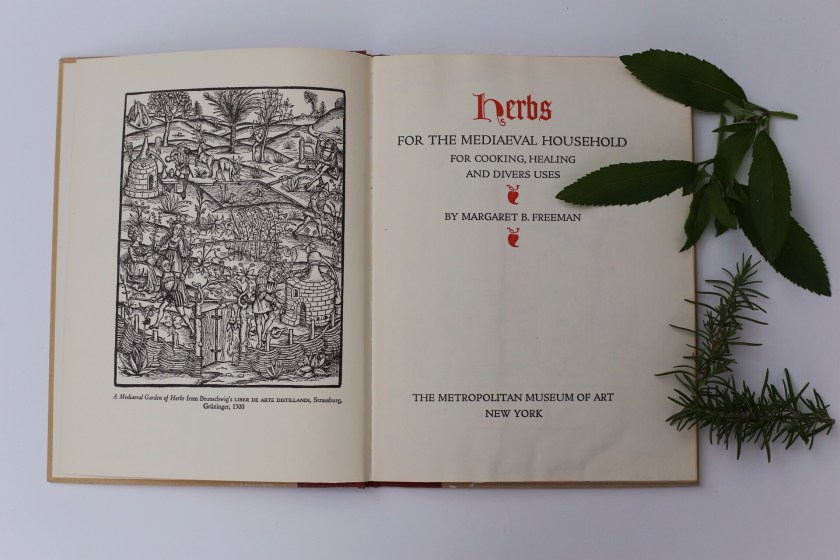 A Mediaeval Garden of Herbs from Brunschwig's LIBER DE ARTE DISTILLANDI, Strassburg,
Grüninger, 1500
Herbs
FOR THE MEDIAEVAL HOUSEHOLD
FOR COOKING, HEALING
AND DIVERS USES
BY MARGARET B. FREEMAN
THE METROPOLITAN MUSEUM OF ART
NEW YORK